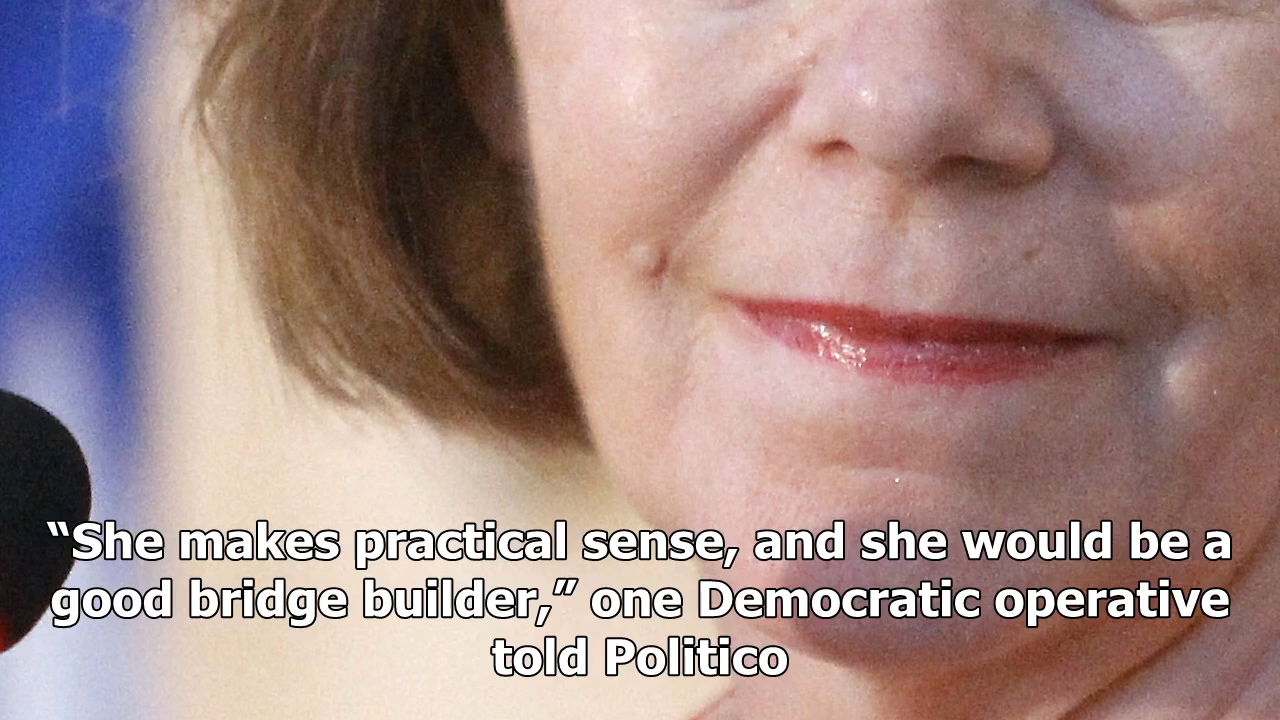 “She makes practical sense, and she would be a
good bridge builder,” one Democratic operative
told Politico